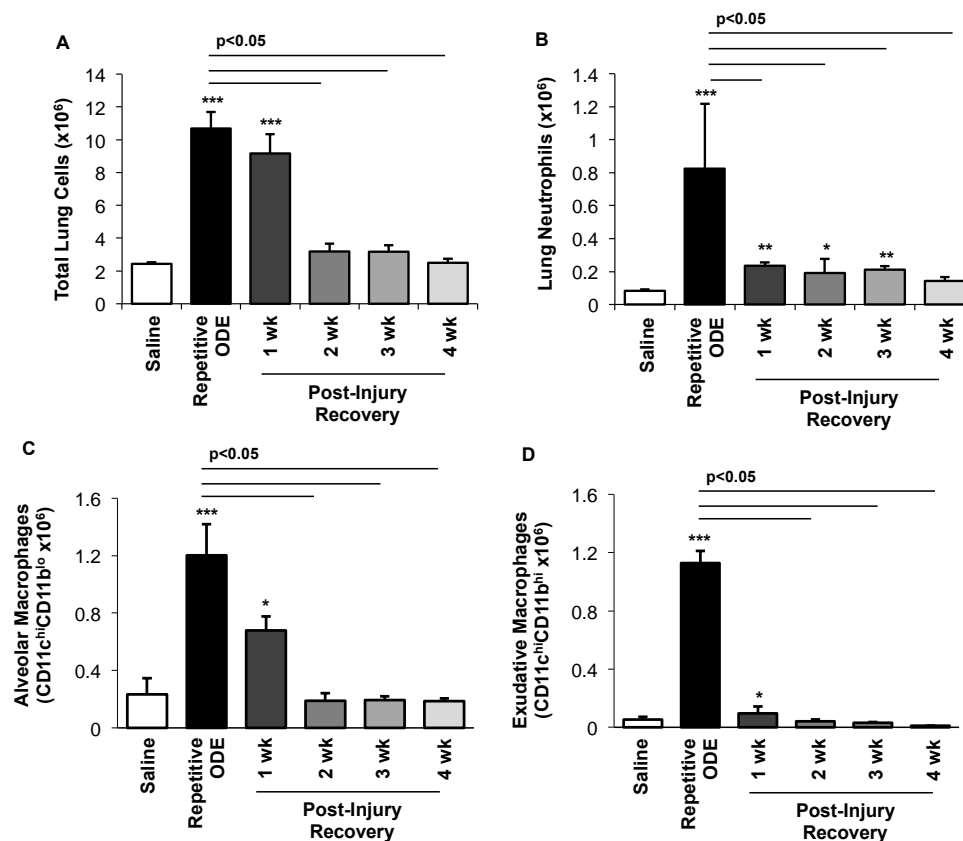 A
p<0.05
Total Lung Cells (x10⁶)
14
12
10
8
6
4
2
0
***
***
Saline
Repetitive
ODE
1 wk
2 wk
3 wk
4 wk
Post-Injury
Recovery
B
p<0.05
Lung Neutrophils (x10⁶)
1.4
1.2
1
0.8
0.6
0.4
0.2
0
***
**
*
**
Saline
Repetitive
ODE
1 wk
2 wk
3 wk
4 wk
Post-Injury
Recovery
C
p<0.05
Alveolar Macrophages
(CD11cʰⁱCD11bˡᵒ x10⁶)
1.6
1.2
0.8
0.4
0
***
*
Saline
Repetitive
ODE
1 wk
2 wk
3 wk
4 wk
Post-Injury
Recovery
D
p<0.05
Exudative Macrophages
(CD11cʰⁱCD11bʰⁱ x10⁶)
1.6
1.2
0.8
0.4
0
***
*
Saline
Repetitive
ODE
1 wk
2 wk
3 wk
4 wk
Post-Injury
Recovery